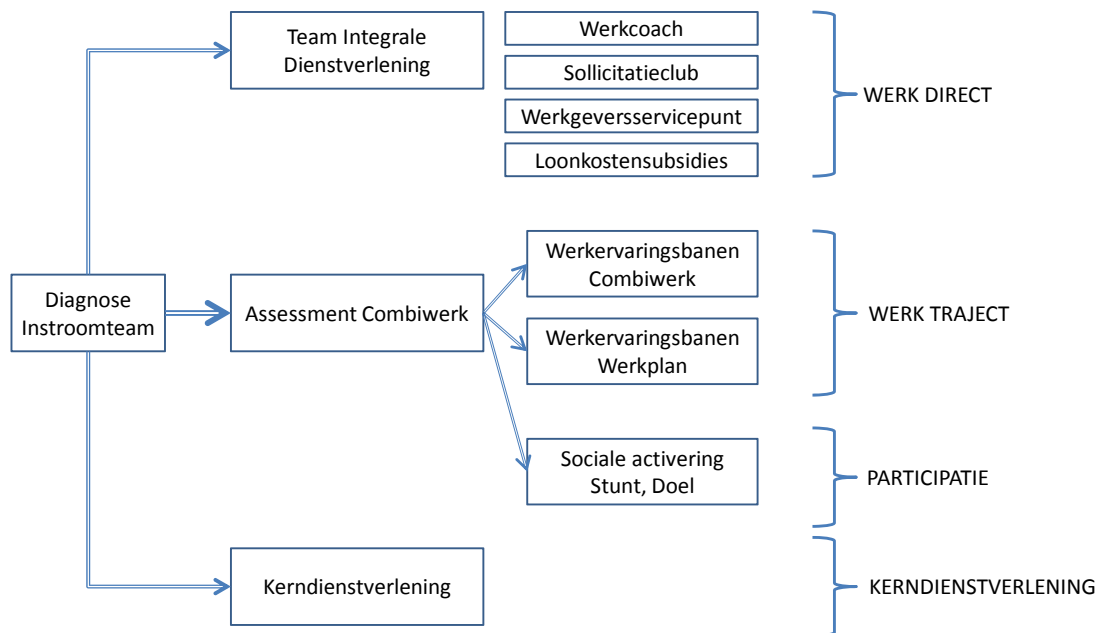 Team Integrale
Dienstverlening
Werkcoach
Sollicitatieclub
Werkgeversservicepunt
Loonkostensubsidies
WERK DIRECT
Diagnose
Instroomteam
Assessment Combiwerk
Werkervaringsbanen
Combiwerk
Werkervaringsbanen
Werkplan
WERK TRAJECT
Sociale activering
Stunt, Doel
PARTICIPATIE
Kerndienstverlening
KERNDIENSTVERLENING